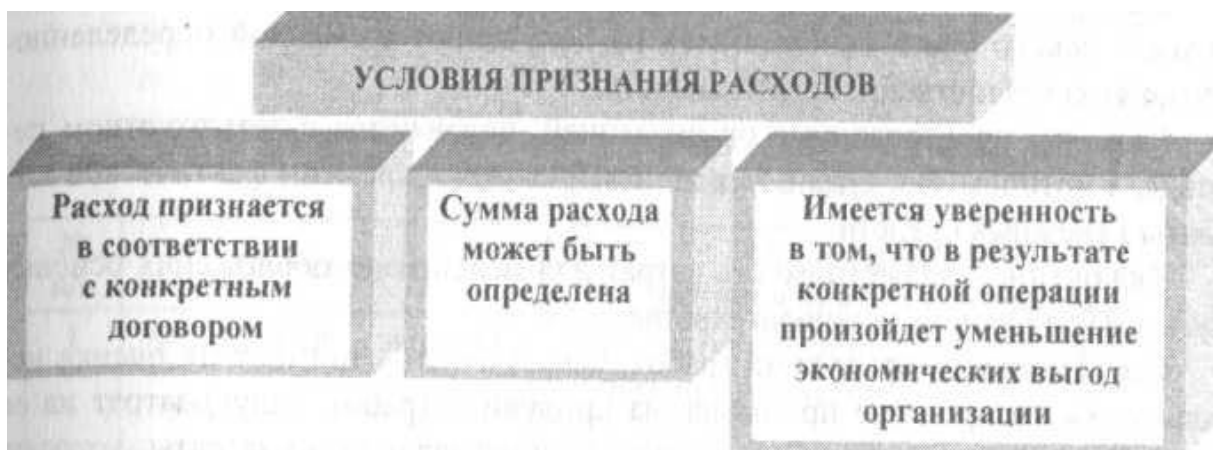 УСЛОВИЯ ПРИЗНАНИЯ РАСХОДОВ
Расход признается
в соответствии
с конкретным
договором
Сумма расхода
может быть
определена
Имеется уверенность
в том, что в результате
конкретной операции
произойдет уменьшение
экономических выгод
организации